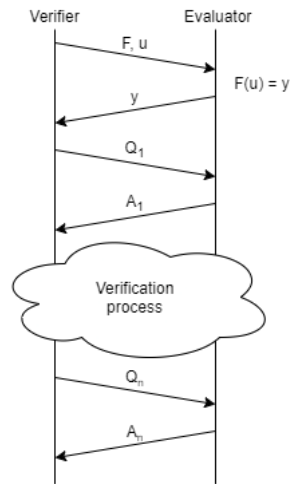 Verifier Evaluator
F, u
F(u) = y
y
Q1
A1
Verification
process
Qn
An